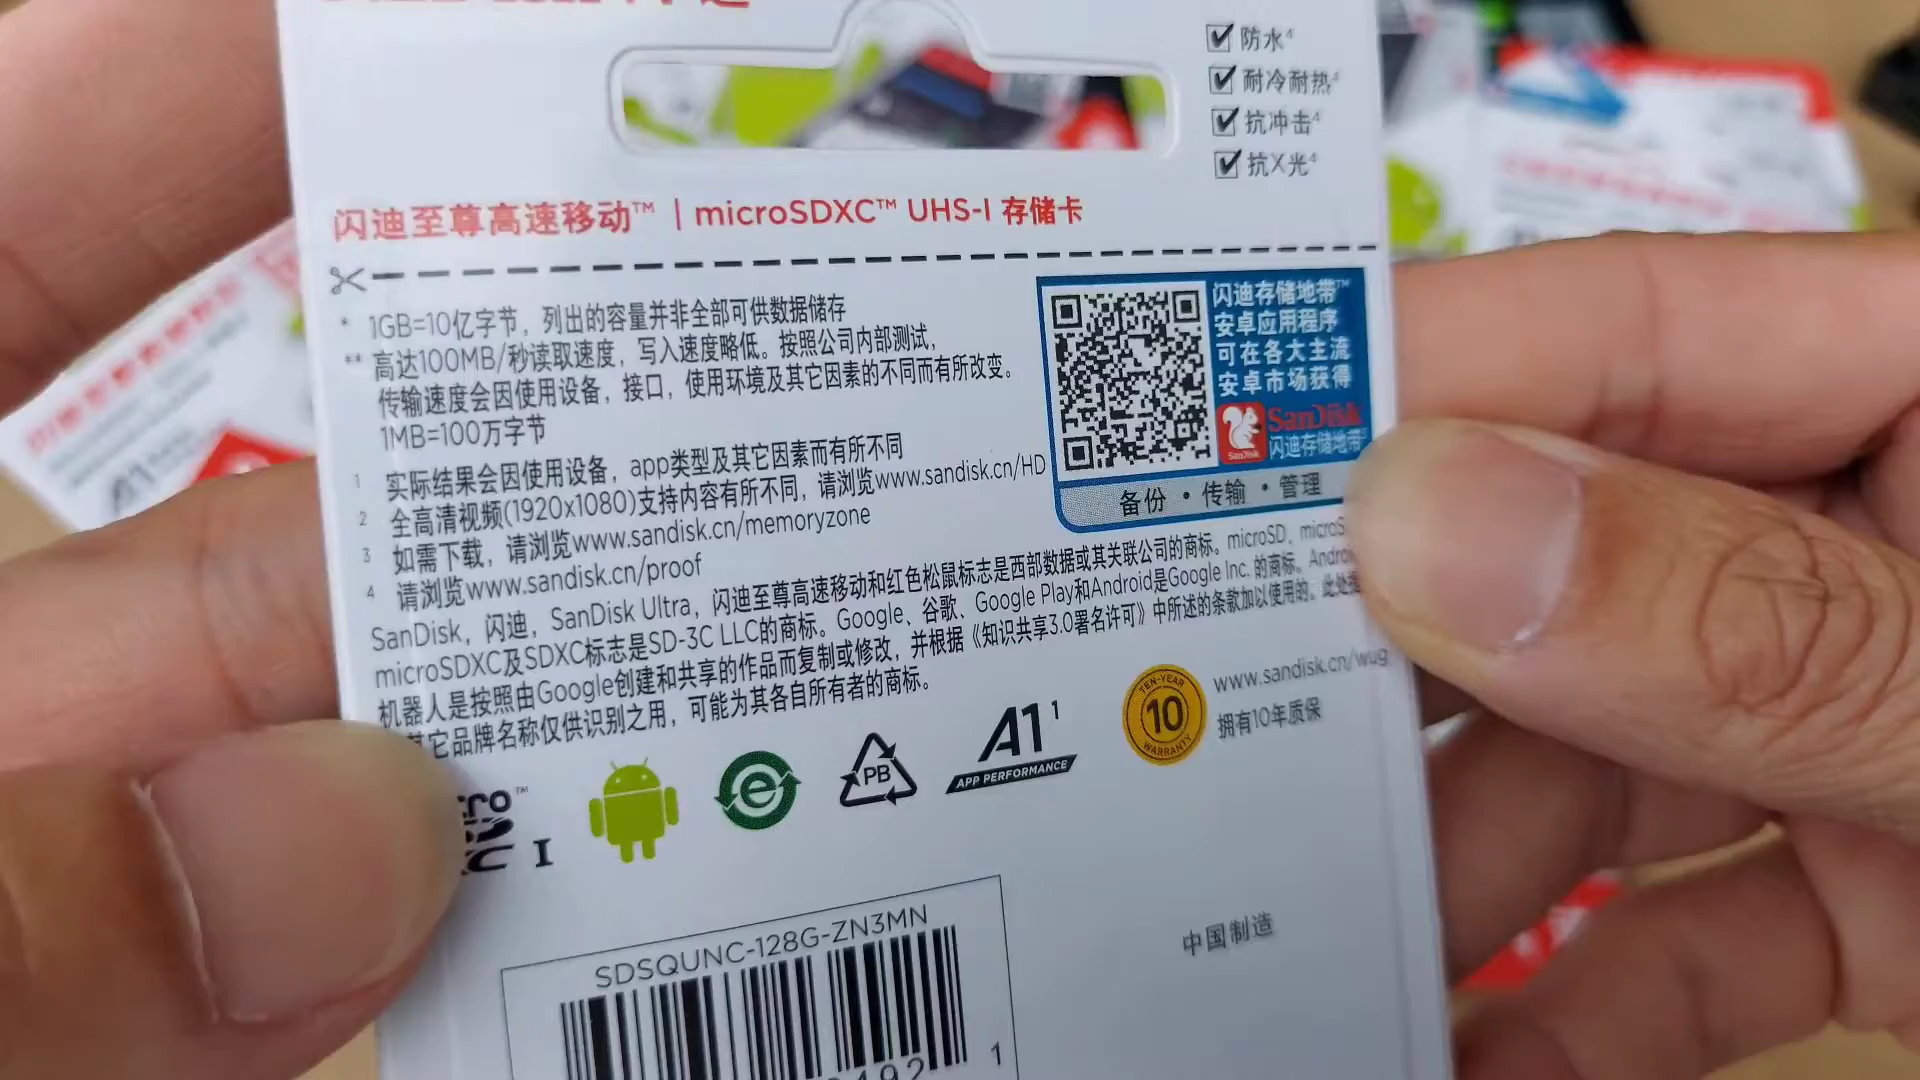 防水4
耐冷耐热4
抗冲击4
抗X光4
闪迪至尊高速移动™ | microSDXC™ UHS-I 存储卡
* 1GB=10亿字节，列出的容量并非全部可供数据储存
** 高达100MB/秒读取速度，写入速度略低。按照公司内部测试，
传输速度会因使用设备，接口，使用环境及其它因素的不同而有所改变。
1MB=100万字节
1 实际结果会因使用设备，app类型及其它因素而有所不同
2 全高清视频(1920x1080)支持内容有所不同，请浏览www.sandisk.cn/HD
3 如需下载，请浏览www.sandisk.cn/memoryzone
4 请浏览www.sandisk.cn/proof
闪迪存储地带™
安卓应用程序
可在各大主流
安卓市场获得
SanDisk
SanDisk
闪迪存储地带
备份 · 传输 · 管理
SanDisk，闪迪，SanDisk Ultra，闪迪至尊高速移动和红色松鼠标志是西部数据或其关联公司的商标。microSD，
microSDXC及SDXC标志是SD-3C LLC的商标。Google、谷歌、Google Play和Android是Google Inc. 的商标。
机器人是按照由Google创建和共享的作品而复制或修改，并根据《知识共享3.0署名许可》中所述的条款加以使用的。此处
其它品牌名称仅供识别之用，可能为其各自所有者的商标。
TEN-YEAR
10
WARRANTY
www.sandisk.cn/wug
拥有10年质保
™
I
e
PB
A1 1
APP PERFORMANCE
SDSQUNC-128G-ZN3MN
1
中国制造